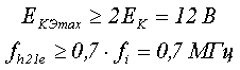 E_КЭmax ≥ 2E_К = 12 В
f_h21e ≥ 0,7 · f_i = 0,7 МГц